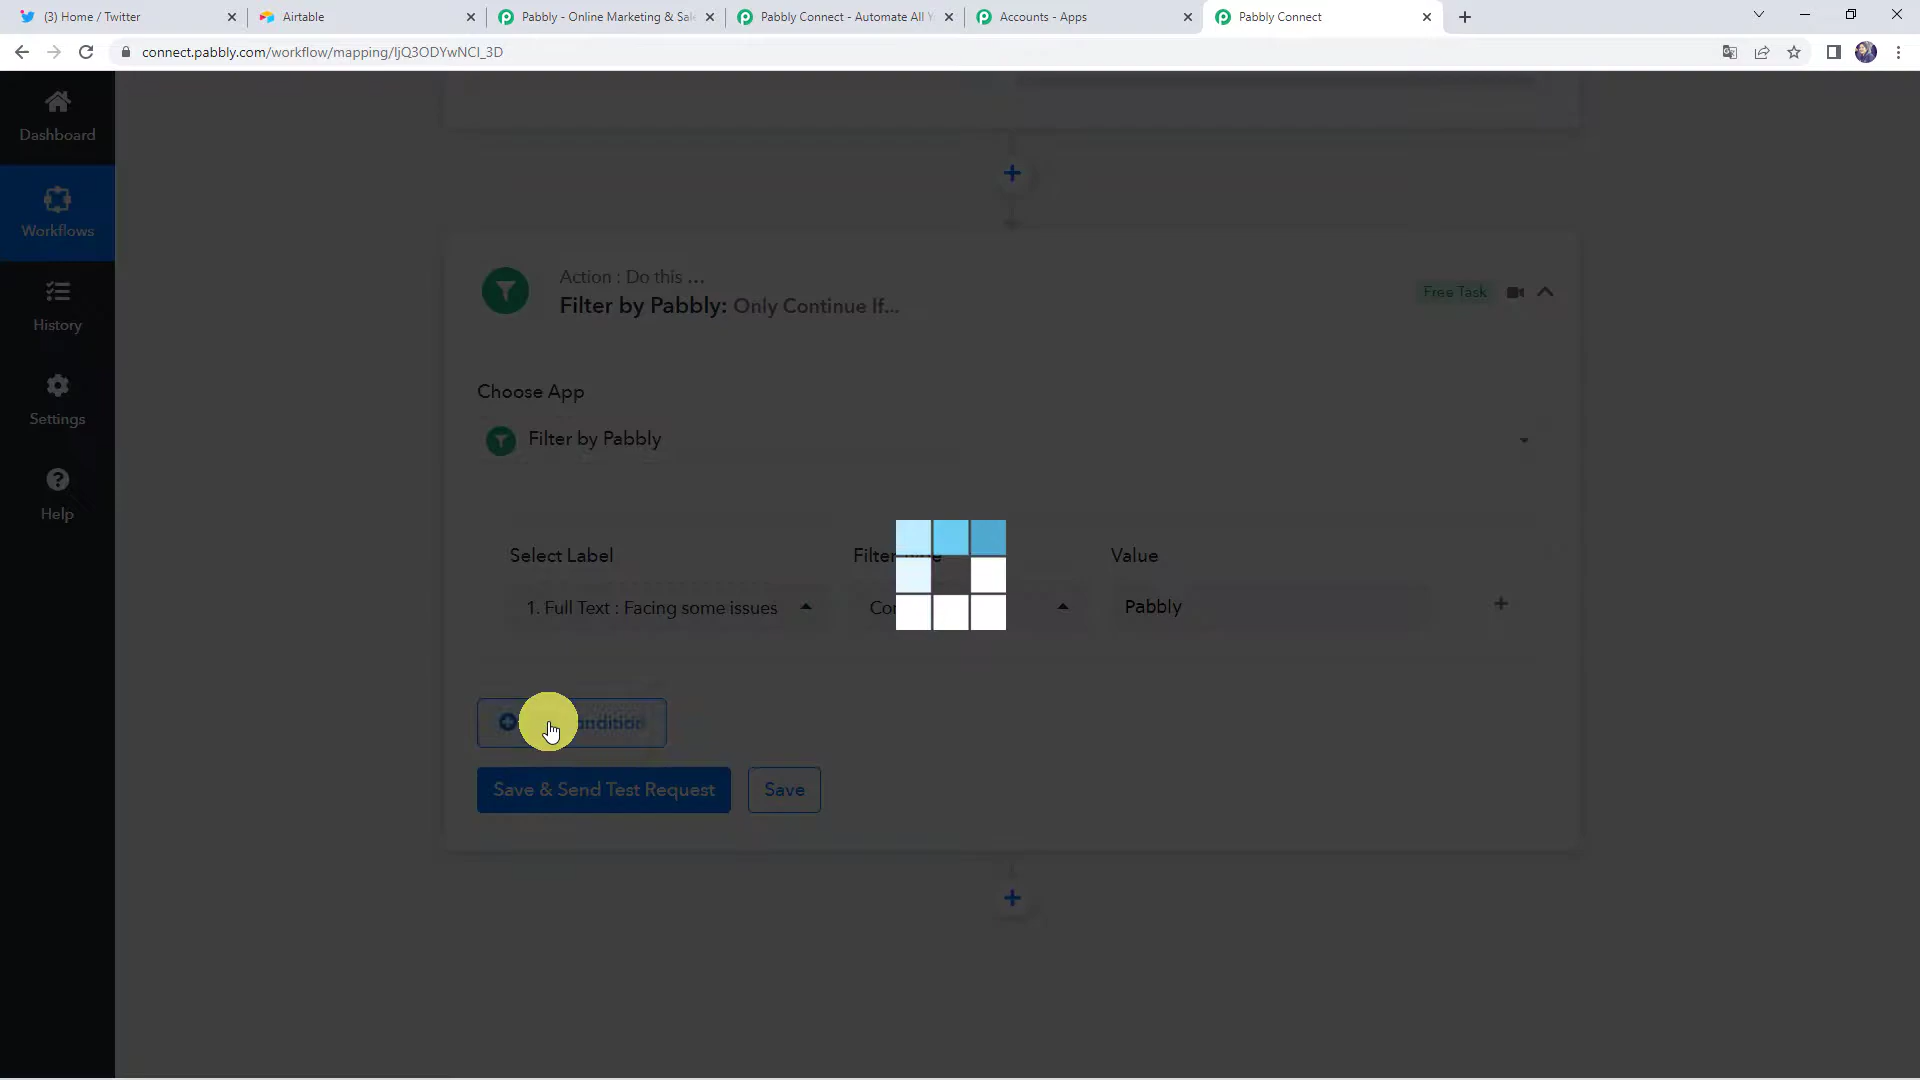 (3) Home / Twitter
Airtable
Pabbly - Online Marketing & Sal
Pabbly Connect - Automate All Y
Accounts - Apps
Pabbly Connect
connect.pabbly.com/workflow/mapping/IjQ3ODYwNCI_3D
Dashboard
Workflows
History
Settings
Help
Action : Do this ...
Filter by Pabbly: Only Continue If...
Free Task
Choose App
Filter by Pabbly
Select Label
Filter
Value
1. Full Text : Facing some issues
Pabbly
Save & Send Test Request
Save